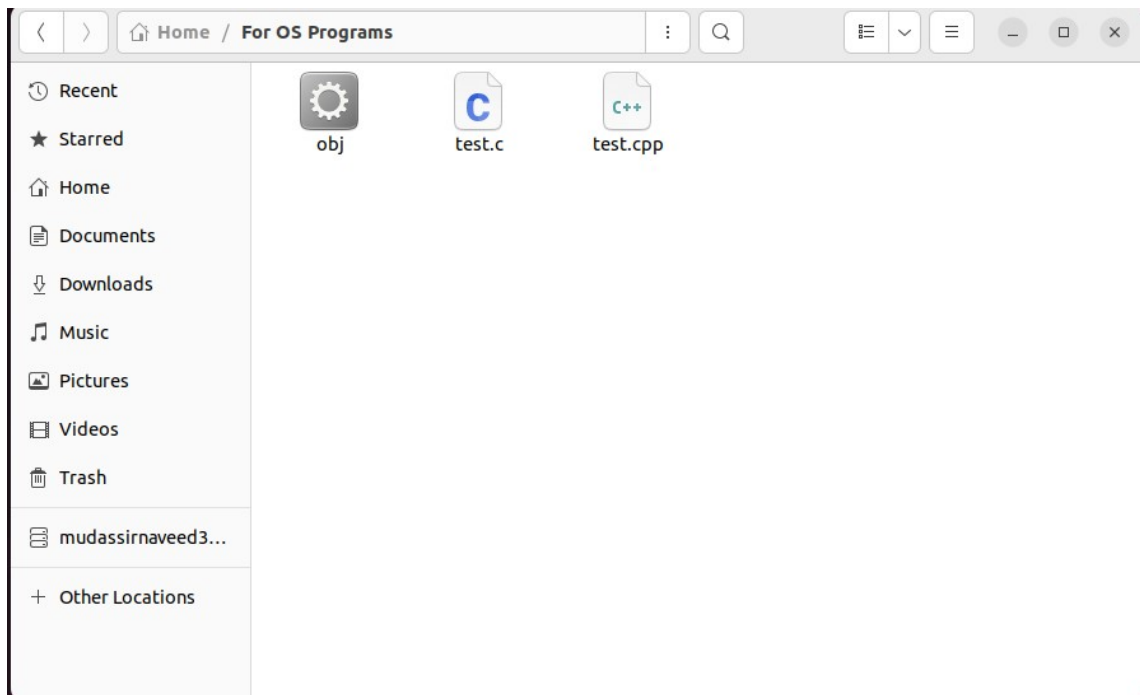 Home / For OS Programs
Recent
Starred
Home
Documents
Downloads
Music
Pictures
Videos
Trash
mudassirnaveed3...
+ Other Locations
obj
C
test.c
C++
test.cpp